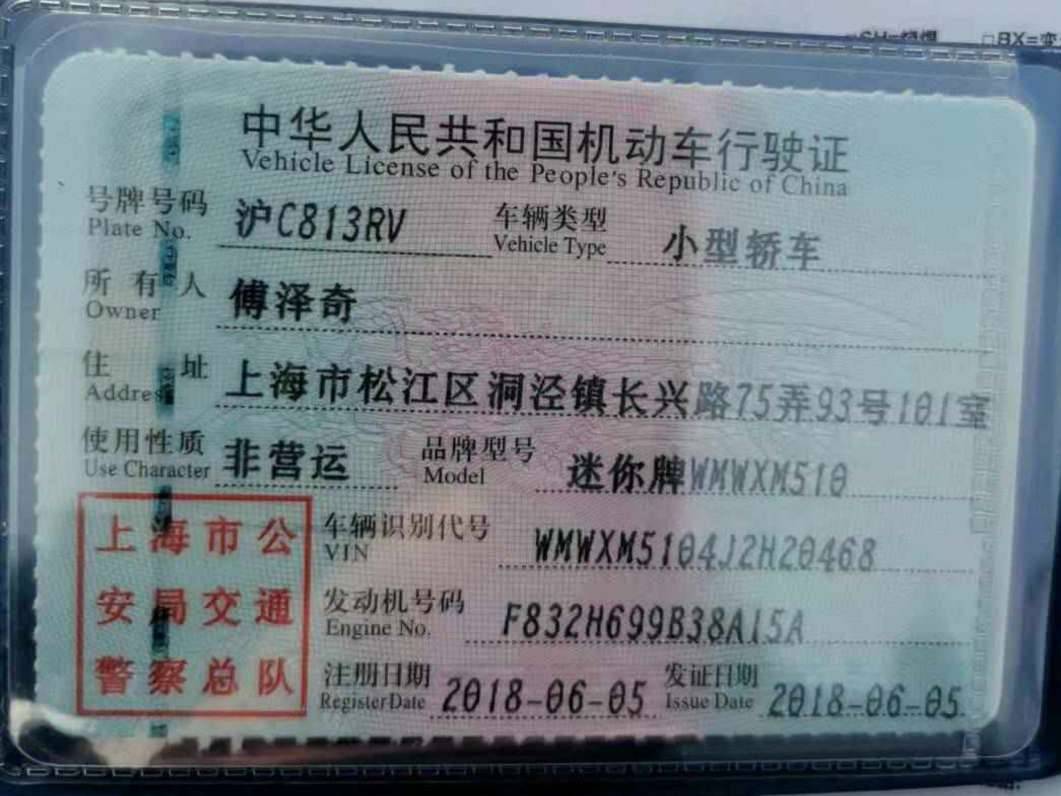 SH=烧焊 □BX=变
中华人民共和国机动车行驶证
Vehicle License of the People's Republic of China
号牌号码 沪C813RV 车辆类型 小型轿车
Plate No. Vehicle Type
所有人 傅泽奇
Owner
住址 上海市松江区洞泾镇长兴路75弄93号101室
Address
使用性质 非营运 品牌型号 迷你牌WMWXM510
Use Character Model
上海市公 车辆识别代号 WMWXM5104J2H20468
VIN
安局交通 发动机号码 F832H699B38A15A
Engine No.
警察总队 注册日期 2018-06-05 发证日期 2018-06-05
Register Date Issue Date